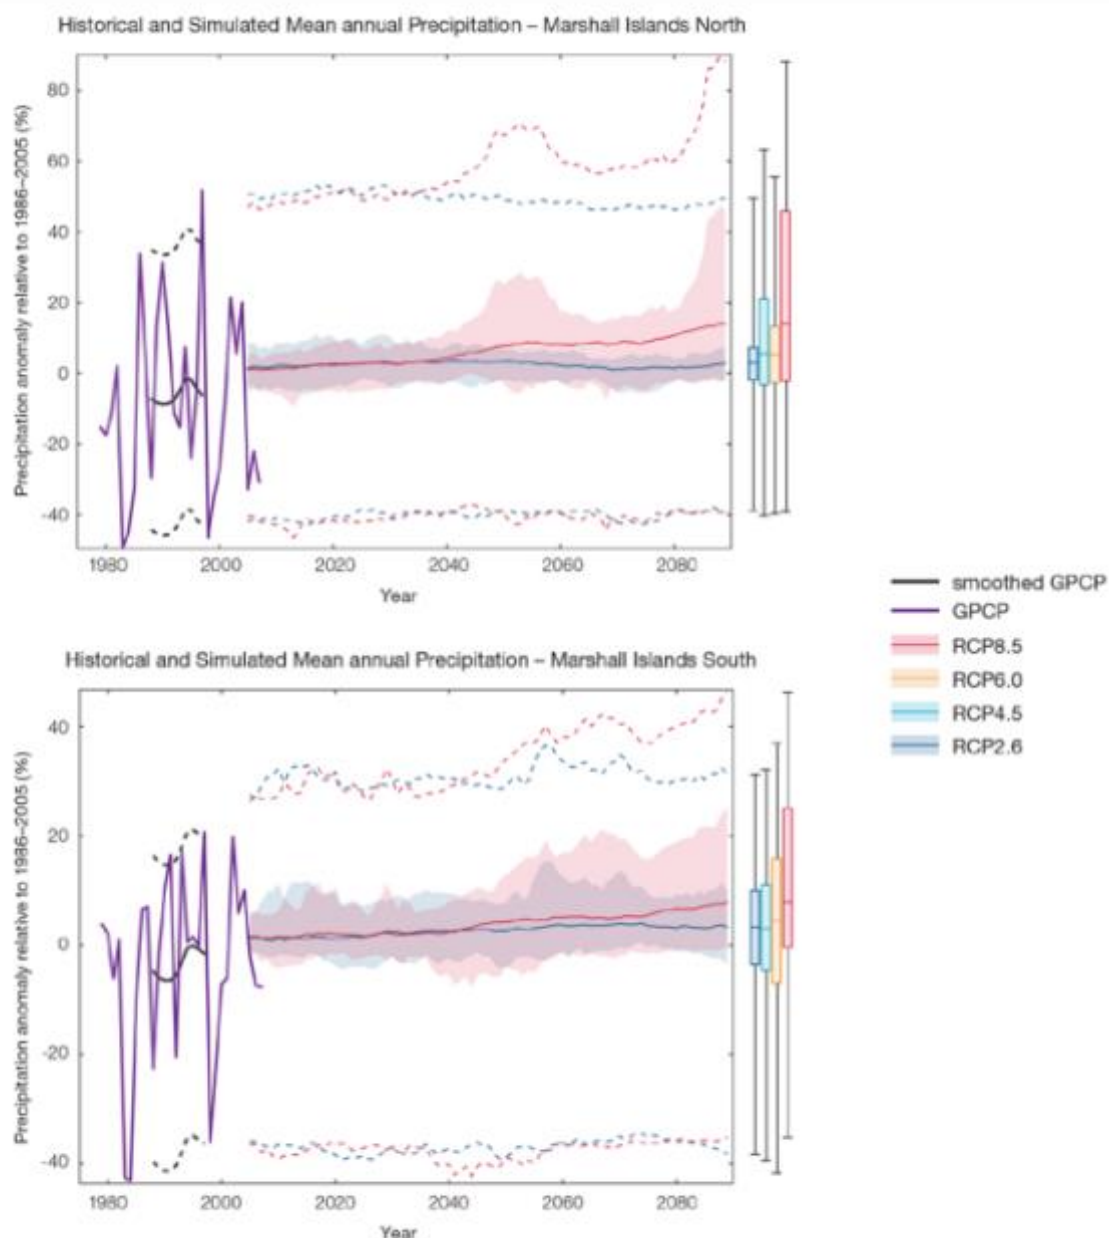 Historical and Simulated Mean annual Precipitation – Marshall Islands North
Precipitation anomaly relative to 1986–2005 (%)
80
60
40
20
0
-20
-40
1980 2000 2020 2040 2060 2080
Year
smoothed GPCP
GPCP
RCP8.5
RCP6.0
RCP4.5
RCP2.6
Historical and Simulated Mean annual Precipitation – Marshall Islands South
Precipitation anomaly relative to 1986–2005 (%)
40
20
0
-20
-40
1980 2000 2020 2040 2060 2080
Year